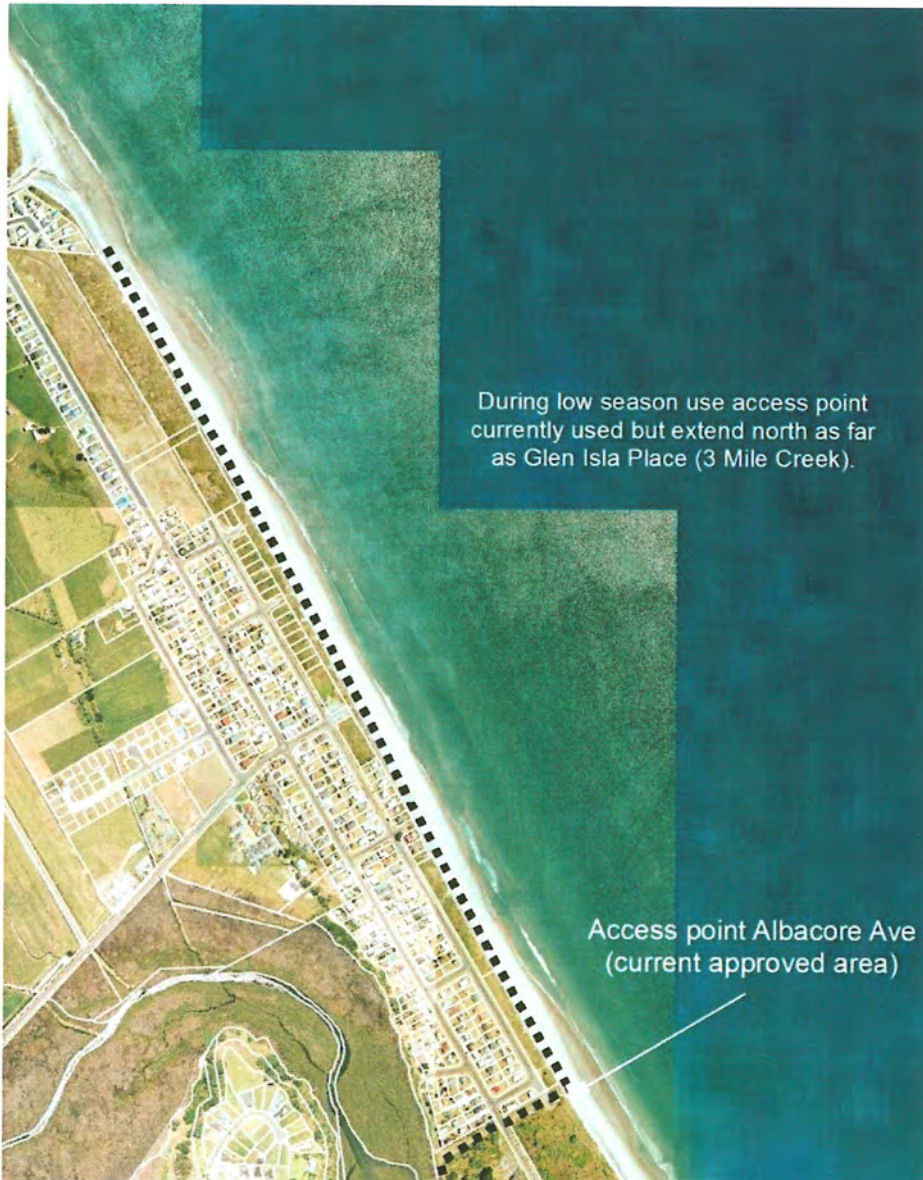 During low season use access point
currently used but extend north as far
as Glen Isla Place (3 Mile Creek).
Access point Albacore Ave
(current approved area)